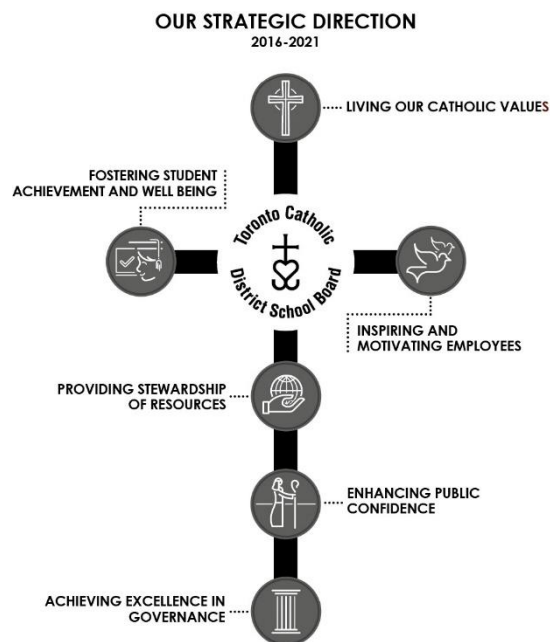 OUR STRATEGIC DIRECTION
2016-2021
LIVING OUR CATHOLIC VALUES
FOSTERING STUDENT
ACHIEVEMENT AND WELL BEING
Toronto Catholic
District School Board
INSPIRING AND
MOTIVATING EMPLOYEES
PROVIDING STEWARDSHIP
OF RESOURCES
ENHANCING PUBLIC
CONFIDENCE
ACHIEVING EXCELLENCE IN
GOVERNANCE